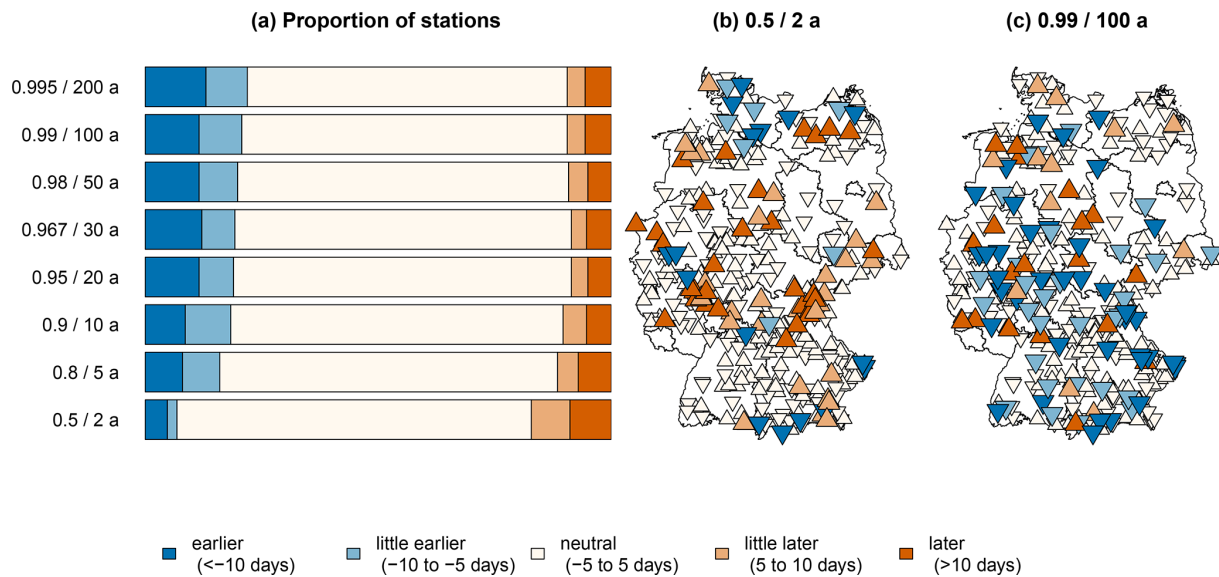 (a) Proportion of stations
(b) 0.5 / 2 a
(c) 0.99 / 100 a
0.995 / 200 a
0.99 / 100 a
0.98 / 50 a
0.967 / 30 a
0.95 / 20 a
0.9 / 10 a
0.8 / 5 a
0.5 / 2 a
earlier
(<−10 days)
little earlier
(−10 to −5 days)
neutral
(−5 to 5 days)
little later
(5 to 10 days)
later
(>10 days)